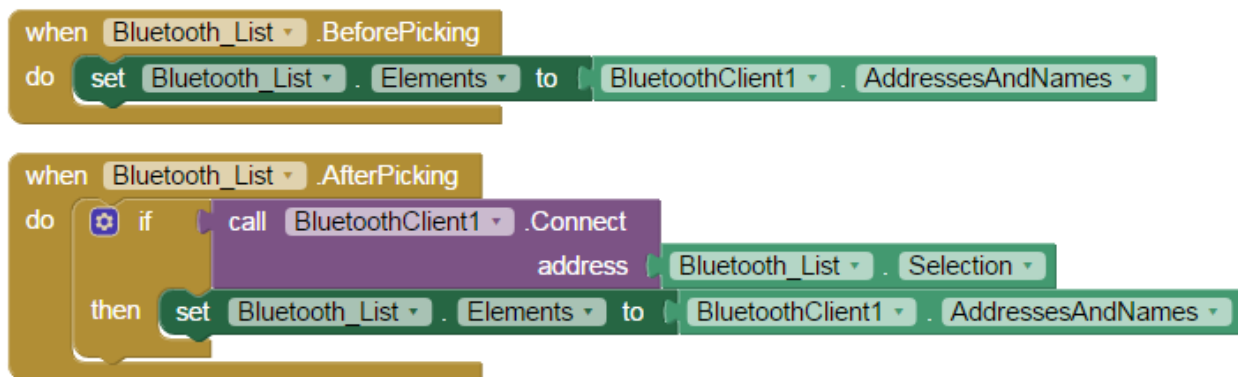 when Bluetooth_List .BeforePicking
do set Bluetooth_List . Elements to BluetoothClient1 . AddressesAndNames
when Bluetooth_List .AfterPicking
do if call BluetoothClient1 .Connect
address Bluetooth_List . Selection
then set Bluetooth_List . Elements to BluetoothClient1 . AddressesAndNames